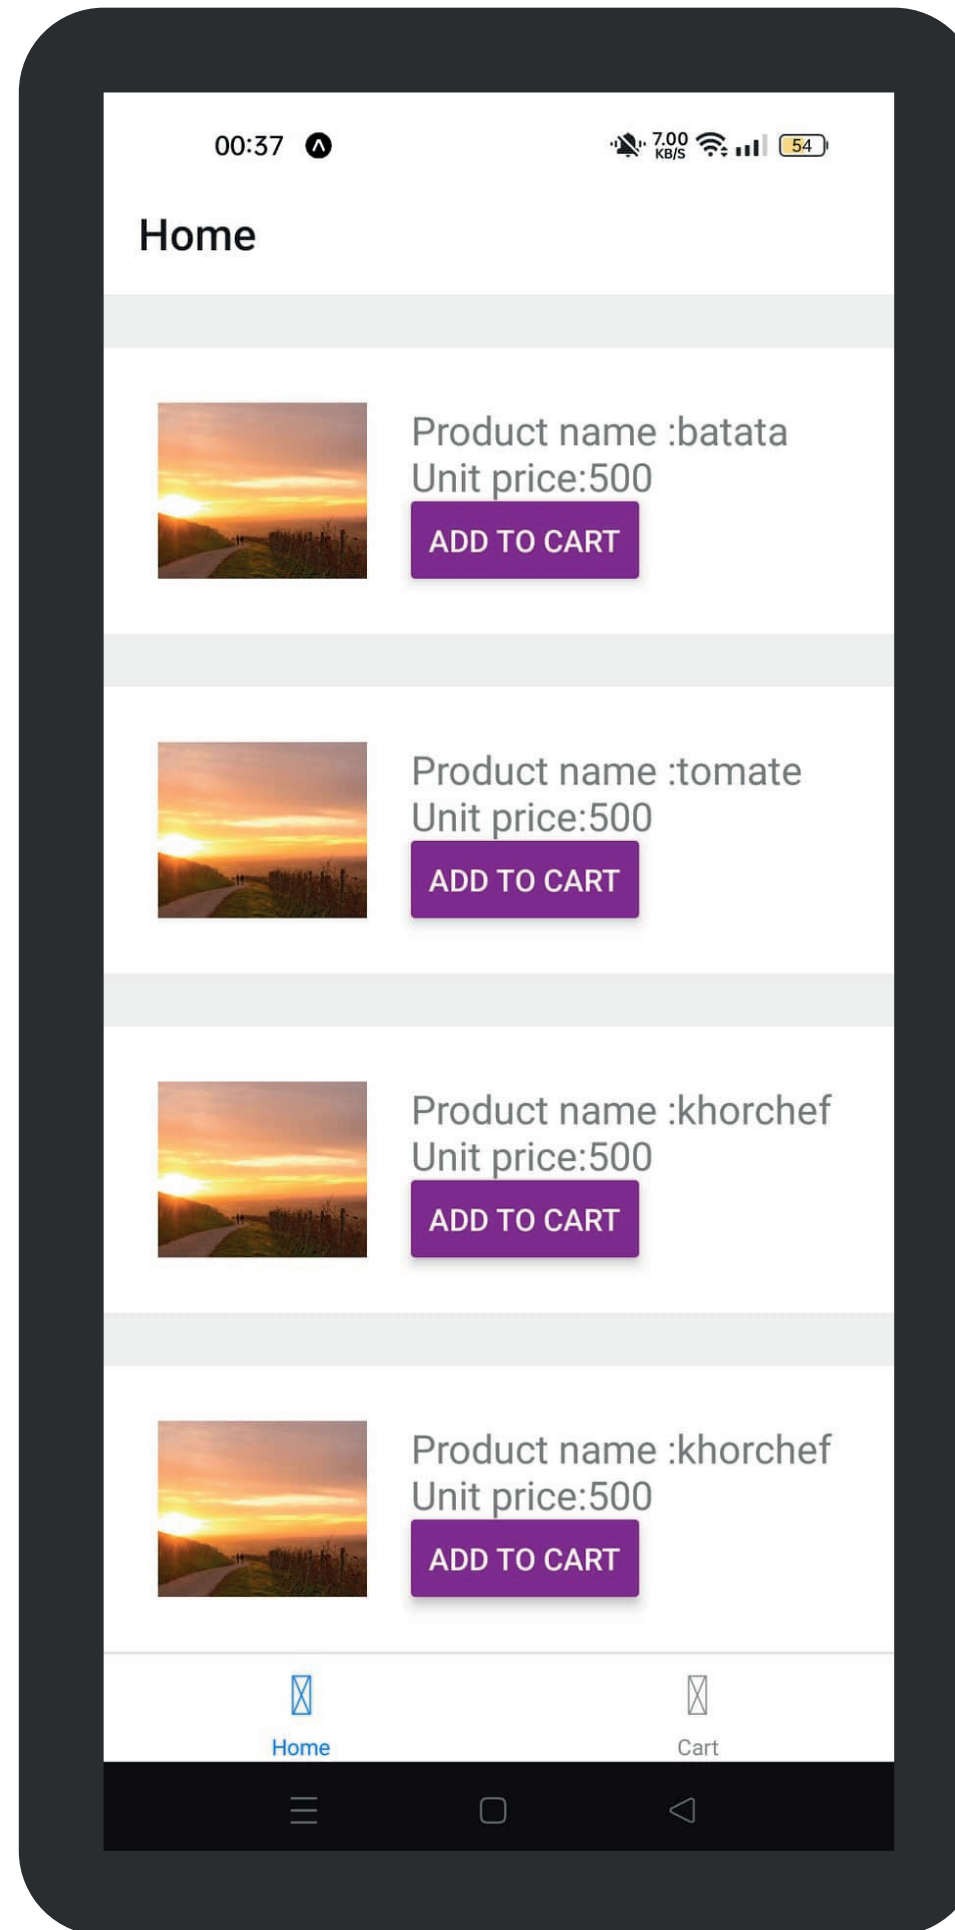 00:37
7.00
KB/S
54
Home
Product name :batata
Unit price:500
ADD TO CART
Product name :tomate
Unit price:500
ADD TO CART
Product name :khorchef
Unit price:500
ADD TO CART
Product name :khorchef
Unit price:500
ADD TO CART
Home
Cart